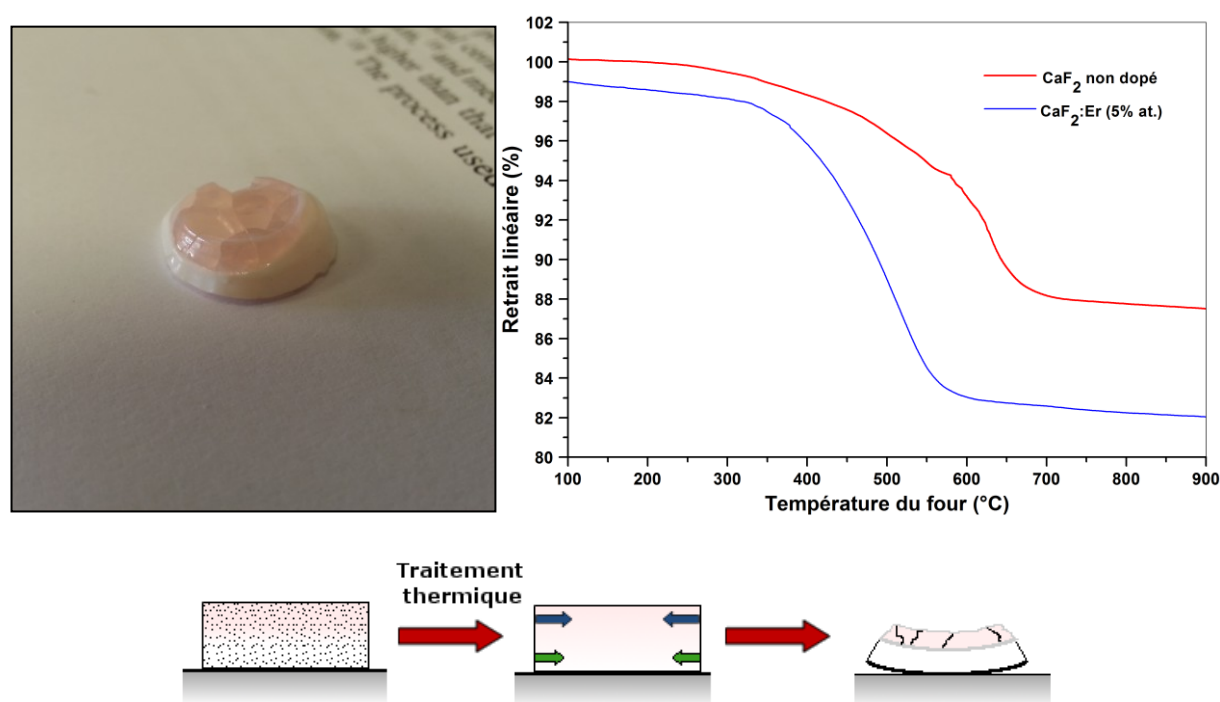 higher than that
The process used
102
100
98
96
94
92
90
88
86
84
82
80
Retrait linéaire (%)
CaF2 non dopé
CaF2:Er (5% at.)
100 200 300 400 500 600 700 800 900
Température du four (°C)
Traitement
thermique